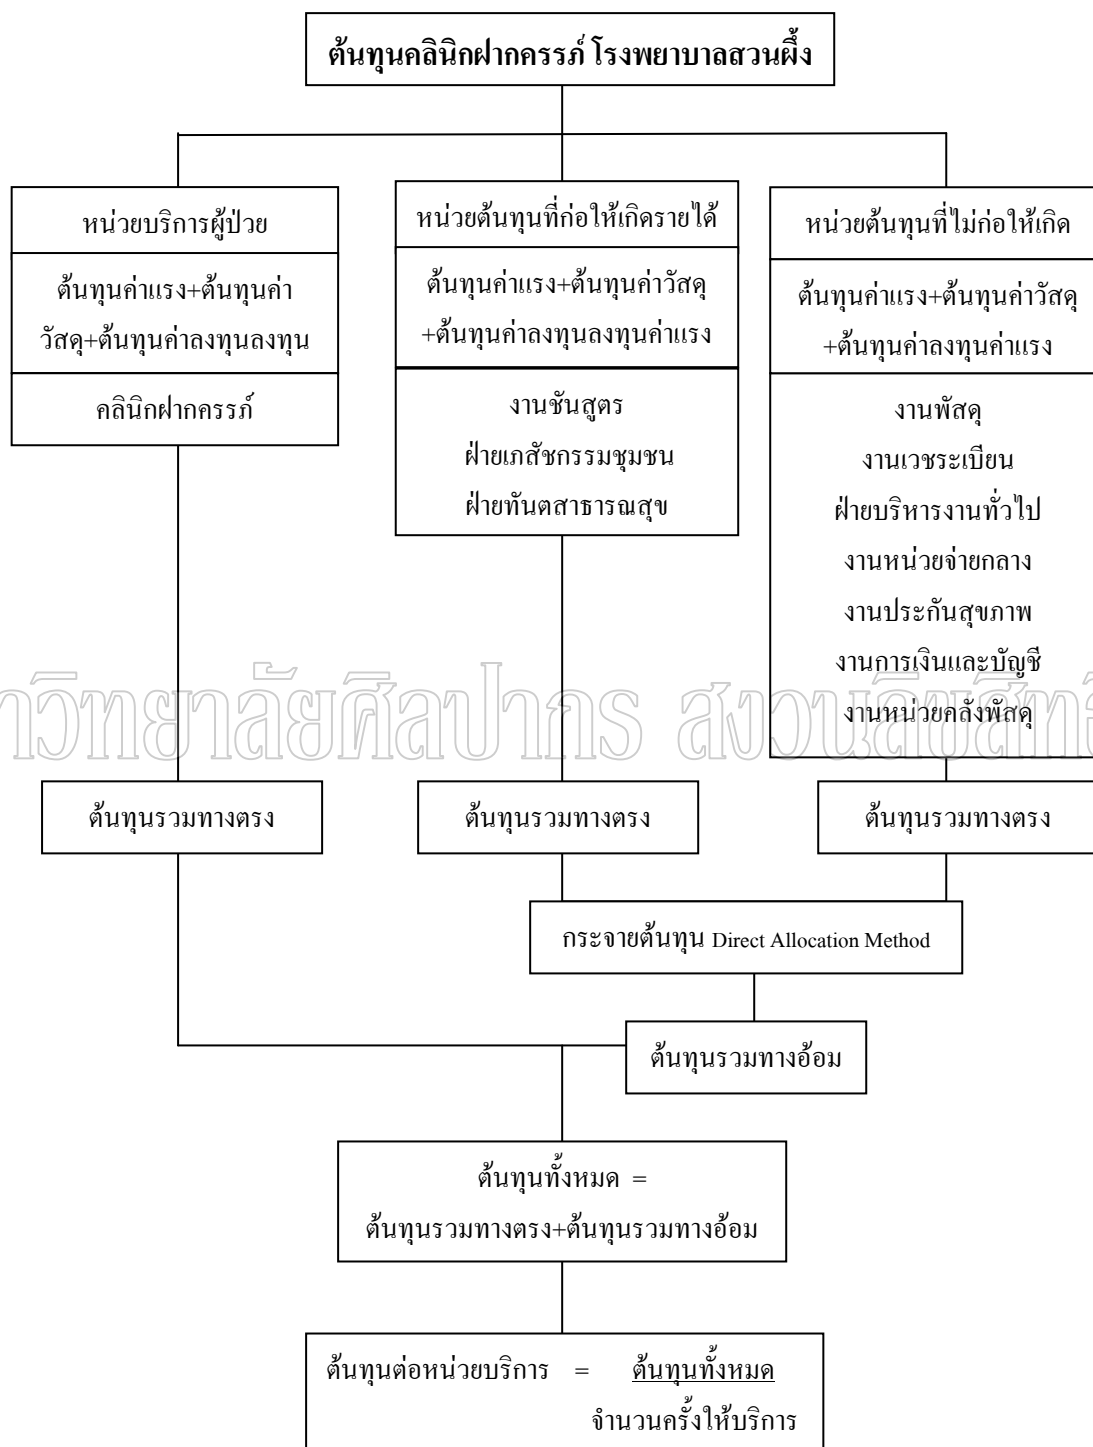 ต้นทุนคลินิกฝากครรภ์ โรงพยาบาลสวนผึ้ง
หน่วยบริการผู้ป่วย
ต้นทุนค่าแรง+ต้นทุนค่า
วัสดุ+ต้นทุนค่าลงทุนลงทุน
คลินิกฝากครรภ์
หน่วยต้นทุนที่ก่อให้เกิดรายได้
ต้นทุนค่าแรง+ต้นทุนค่าวัสดุ
+ต้นทุนค่าลงทุนลงทุนค่าแรง
งานชันสูตร
ฝ่ายเภสัชกรรมชุมชน
ฝ่ายทันตสาธารณสุข
หน่วยต้นทุนที่ไม่ก่อให้เกิด
ต้นทุนค่าแรง+ต้นทุนค่าวัสดุ
+ต้นทุนค่าลงทุนค่าแรง
งานพัสดุ
งานเวชระเบียน
ฝ่ายบริหารงานทั่วไป
งานหน่วยจ่ายกลาง
งานประกันสุขภาพ
งานการเงินและบัญชี
งานหน่วยคลังพัสดุ
าวิทยาลัยศิลปากร สงวนลิขสิทธิ
ต้นทุนรวมทางตรง
ต้นทุนรวมทางตรง
ต้นทุนรวมทางตรง
กระจายต้นทุน Direct Allocation Method
ต้นทุนรวมทางอ้อม
ต้นทุนทั้งหมด =
ต้นทุนรวมทางตรง+ต้นทุนรวมทางอ้อม
ต้นทุนต่อหน่วยบริการ = ต้นทุนทั้งหมด
จำนวนครั้งให้บริการ